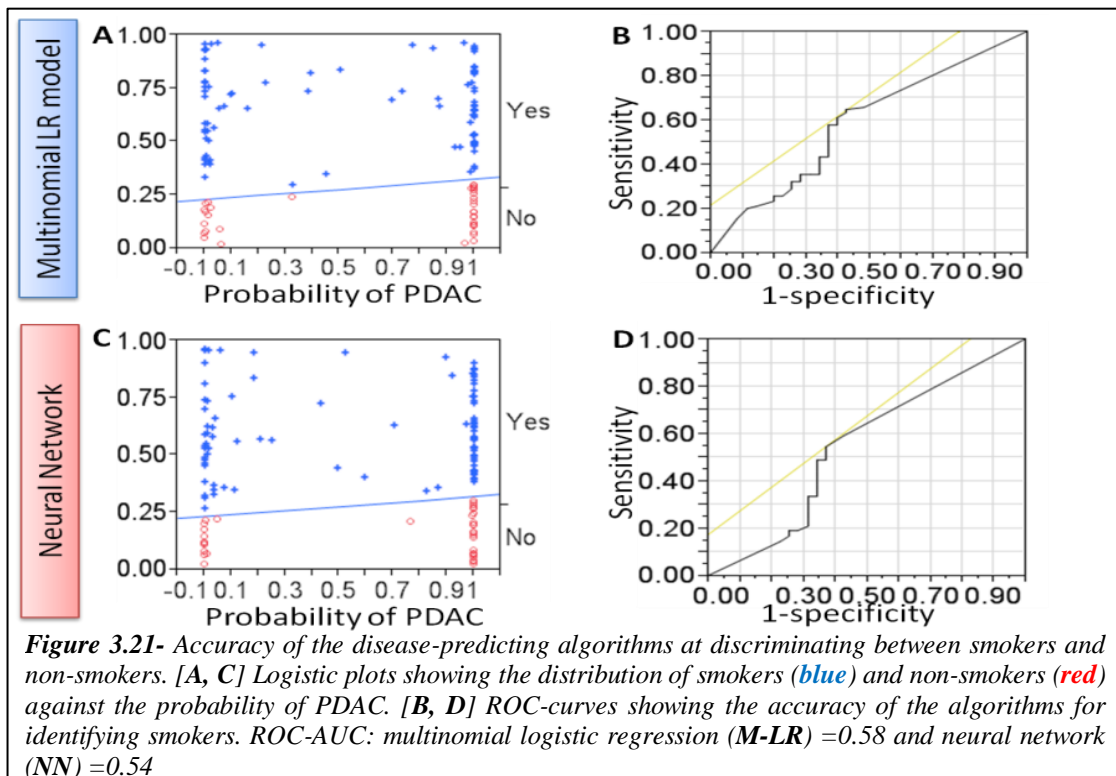 Multinomial LR model
A
1.00
0.75
0.50
0.25
0.00
Yes
No
-0.1 0.1 0.3 0.5 0.7 0.91
Probability of PDAC
B
1.00
0.80
0.60
0.40
0.20
0.00
Sensitivity
0.00 0.30 0.50 0.70 0.90
1-specificity
Neural Network
C
1.00
0.75
0.50
0.25
0.00
Yes
No
-0.1 0.1 0.3 0.5 0.7 0.91
Probability of PDAC
D
1.00
0.80
0.60
0.40
0.20
0.00
Sensitivity
0.00 0.30 0.50 0.70 0.90
1-specificity
Figure 3.21- Accuracy of the disease-predicting algorithms at discriminating between smokers and
non-smokers. [A, C] Logistic plots showing the distribution of smokers (blue) and non-smokers (red)
against the probability of PDAC. [B, D] ROC-curves showing the accuracy of the algorithms for
identifying smokers. ROC-AUC: multinomial logistic regression (M-LR) =0.58 and neural network
(NN) =0.54